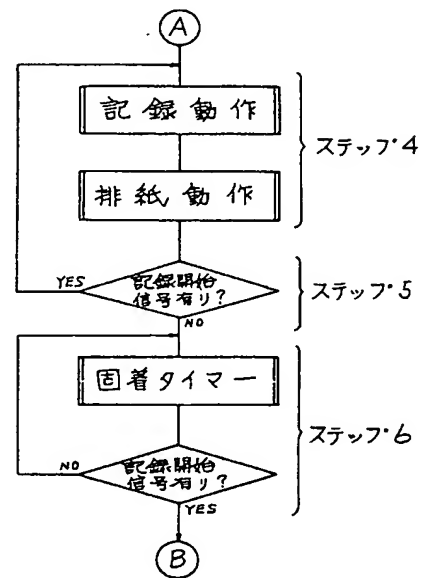 A
記録動作
ステップ4
排紙動作
YES
記録開始
信号有り?
ステップ5
NO
固着タイマー
ステップ6
NO
記録開始
信号有り?
YES
B